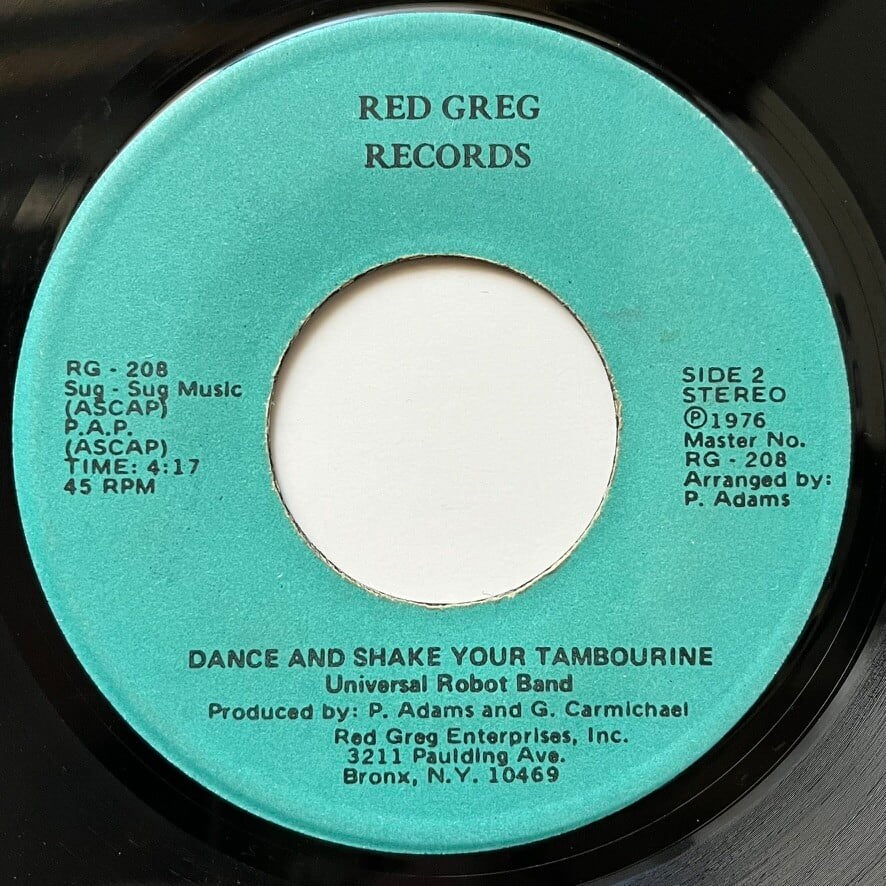 RED GREG
RECORDS
RG - 208
Sug - Sug Music
(ASCAP)
P.A.P.
(ASCAP)
TIME: 4:17
45 RPM
SIDE 2
STEREO
Ⓟ1976
Master No.
RG - 208
Arranged by:
P. Adams
DANCE AND SHAKE YOUR TAMBOURINE
Universal Robot Band
Produced by: P. Adams and G. Carmichael
Red Greg Enterprises, Inc.
3211 Paulding Ave.
Bronx, N.Y. 10469